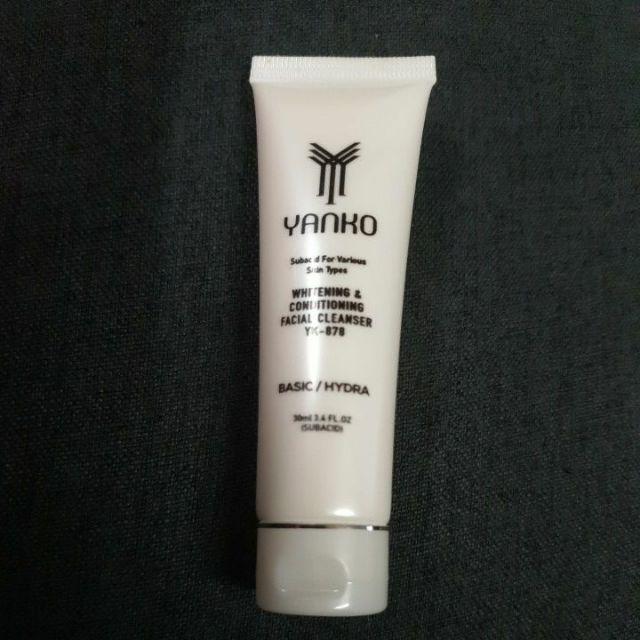 YANKO
Subacid For Various
Skin Types
WHITENING &
CONDITIONING
FACIAL CLEANSER
YK-878
BASIC/HYDRA
30ml 3.4 FL.OZ
(SUBACID)